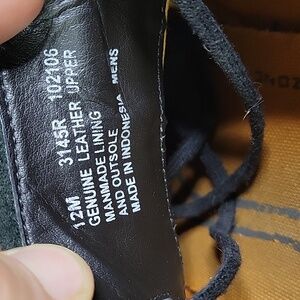 12M 3145R 102106
GENUINE LEATHER UPPER
MANMADE LINING
AND OUTSOLE
MADE IN INDONESIA MENS